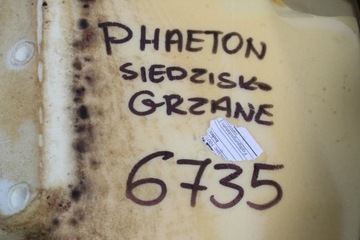 PHAETON
SIEDZISKO
GRZANE
6735